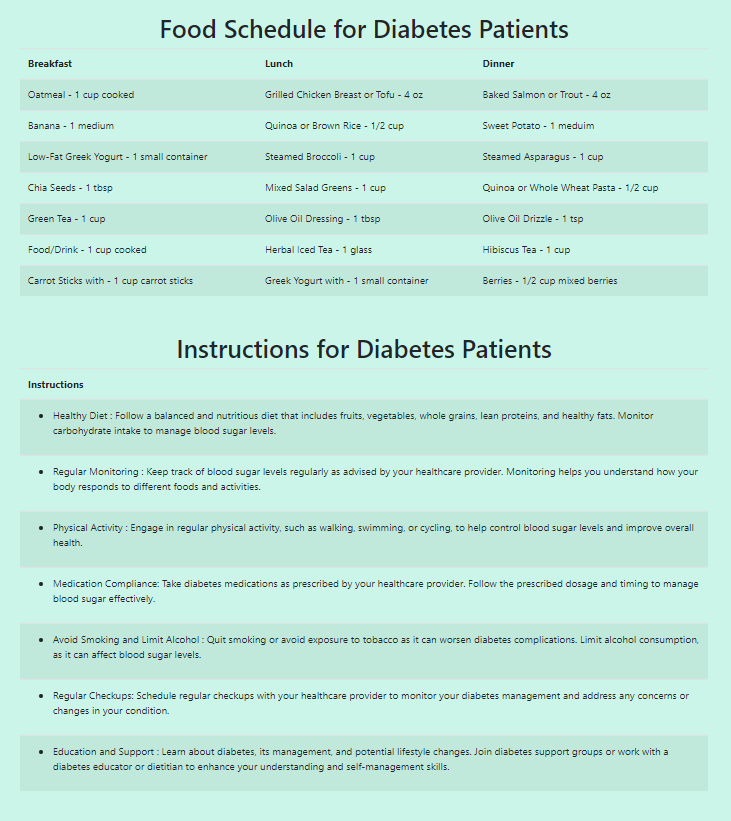 Food Schedule for Diabetes Patients
Breakfast Lunch Dinner
Oatmeal - 1 cup cooked Grilled Chicken Breast or Tofu - 4 oz Baked Salmon or Trout - 4 oz
Banana - 1 medium Quinoa or Brown Rice - 1/2 cup Sweet Potato - 1 meduim
Low-Fat Greek Yogurt - 1 small container Steamed Broccoli - 1 cup Steamed Asparagus - 1 cup
Chia Seeds - 1 tbsp Mixed Salad Greens - 1 cup Quinoa or Whole Wheat Pasta - 1/2 cup
Green Tea - 1 cup Olive Oil Dressing - 1 tbsp Olive Oil Drizzle - 1 tsp
Food/Drink - 1 cup cooked Herbal Iced Tea - 1 glass Hibiscus Tea - 1 cup
Carrot Sticks with - 1 cup carrot sticks Greek Yogurt with - 1 small container Berries - 1/2 cup mixed berries
Instructions for Diabetes Patients
Instructions
• Healthy Diet : Follow a balanced and nutritious diet that includes fruits, vegetables, whole grains, lean proteins, and healthy fats. Monitor
carbohydrate intake to manage blood sugar levels.
• Regular Monitoring : Keep track of blood sugar levels regularly as advised by your healthcare provider. Monitoring helps you understand how your
body responds to different foods and activities.
• Physical Activity : Engage in regular physical activity, such as walking, swimming, or cycling, to help control blood sugar levels and improve overall
health.
• Medication Compliance: Take diabetes medications as prescribed by your healthcare provider. Follow the prescribed dosage and timing to manage
blood sugar effectively.
• Avoid Smoking and Limit Alcohol : Quit smoking or avoid exposure to tobacco as it can worsen diabetes complications. Limit alcohol consumption,
as it can affect blood sugar levels.
• Regular Checkups: Schedule regular checkups with your healthcare provider to monitor your diabetes management and address any concerns or
changes in your condition.
• Education and Support : Learn about diabetes, its management, and potential lifestyle changes. Join diabetes support groups or work with a
diabetes educator or dietitian to enhance your understanding and self-management skills.